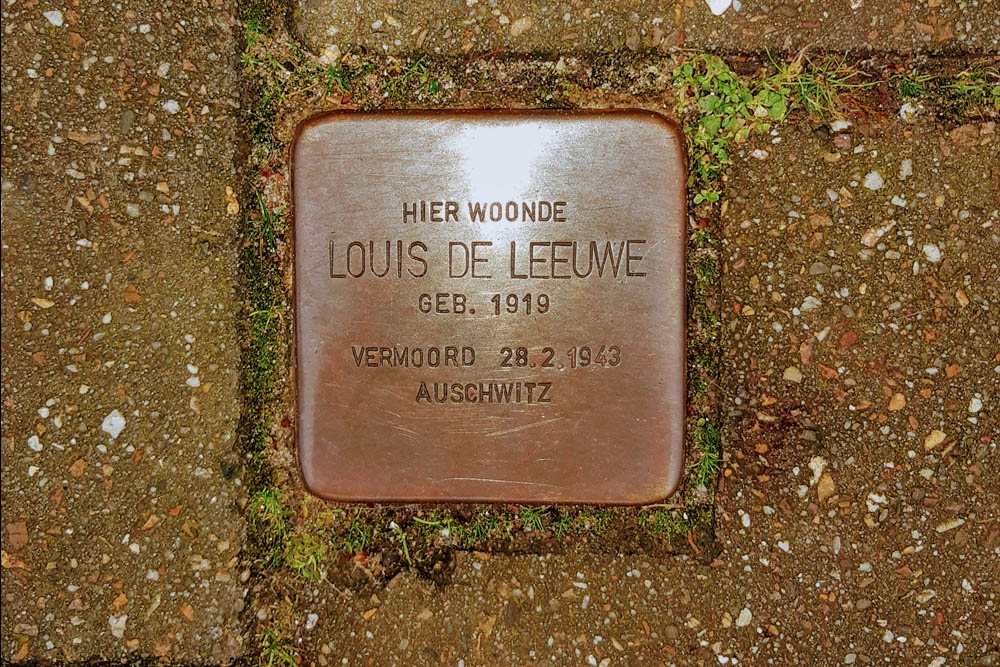 HIER WOONDE
LOUIS DE LEEUWE
GEB. 1919
VERMOORD 28.2.1943
AUSCHWITZ